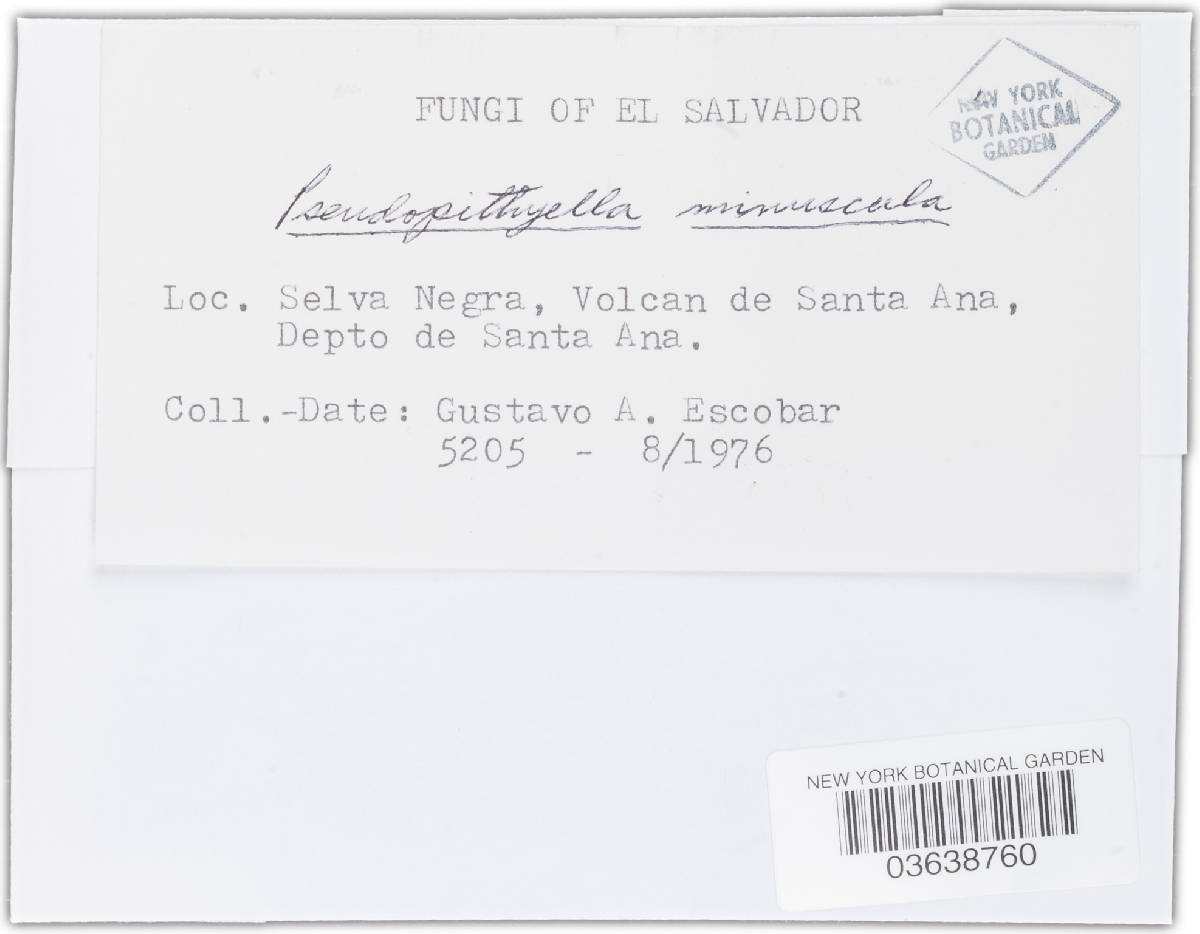 FUNGI OF EL SALVADOR
NEW YORK
BOTANICAL
GARDEN
Pseudopithyella minuscula
Loc. Selva Negra, Volcan de Santa Ana,
Depto de Santa Ana.
Coll.-Date: Gustavo A. Escobar
5205 - 8/1976
NEW YORK BOTANICAL GARDEN
03638760